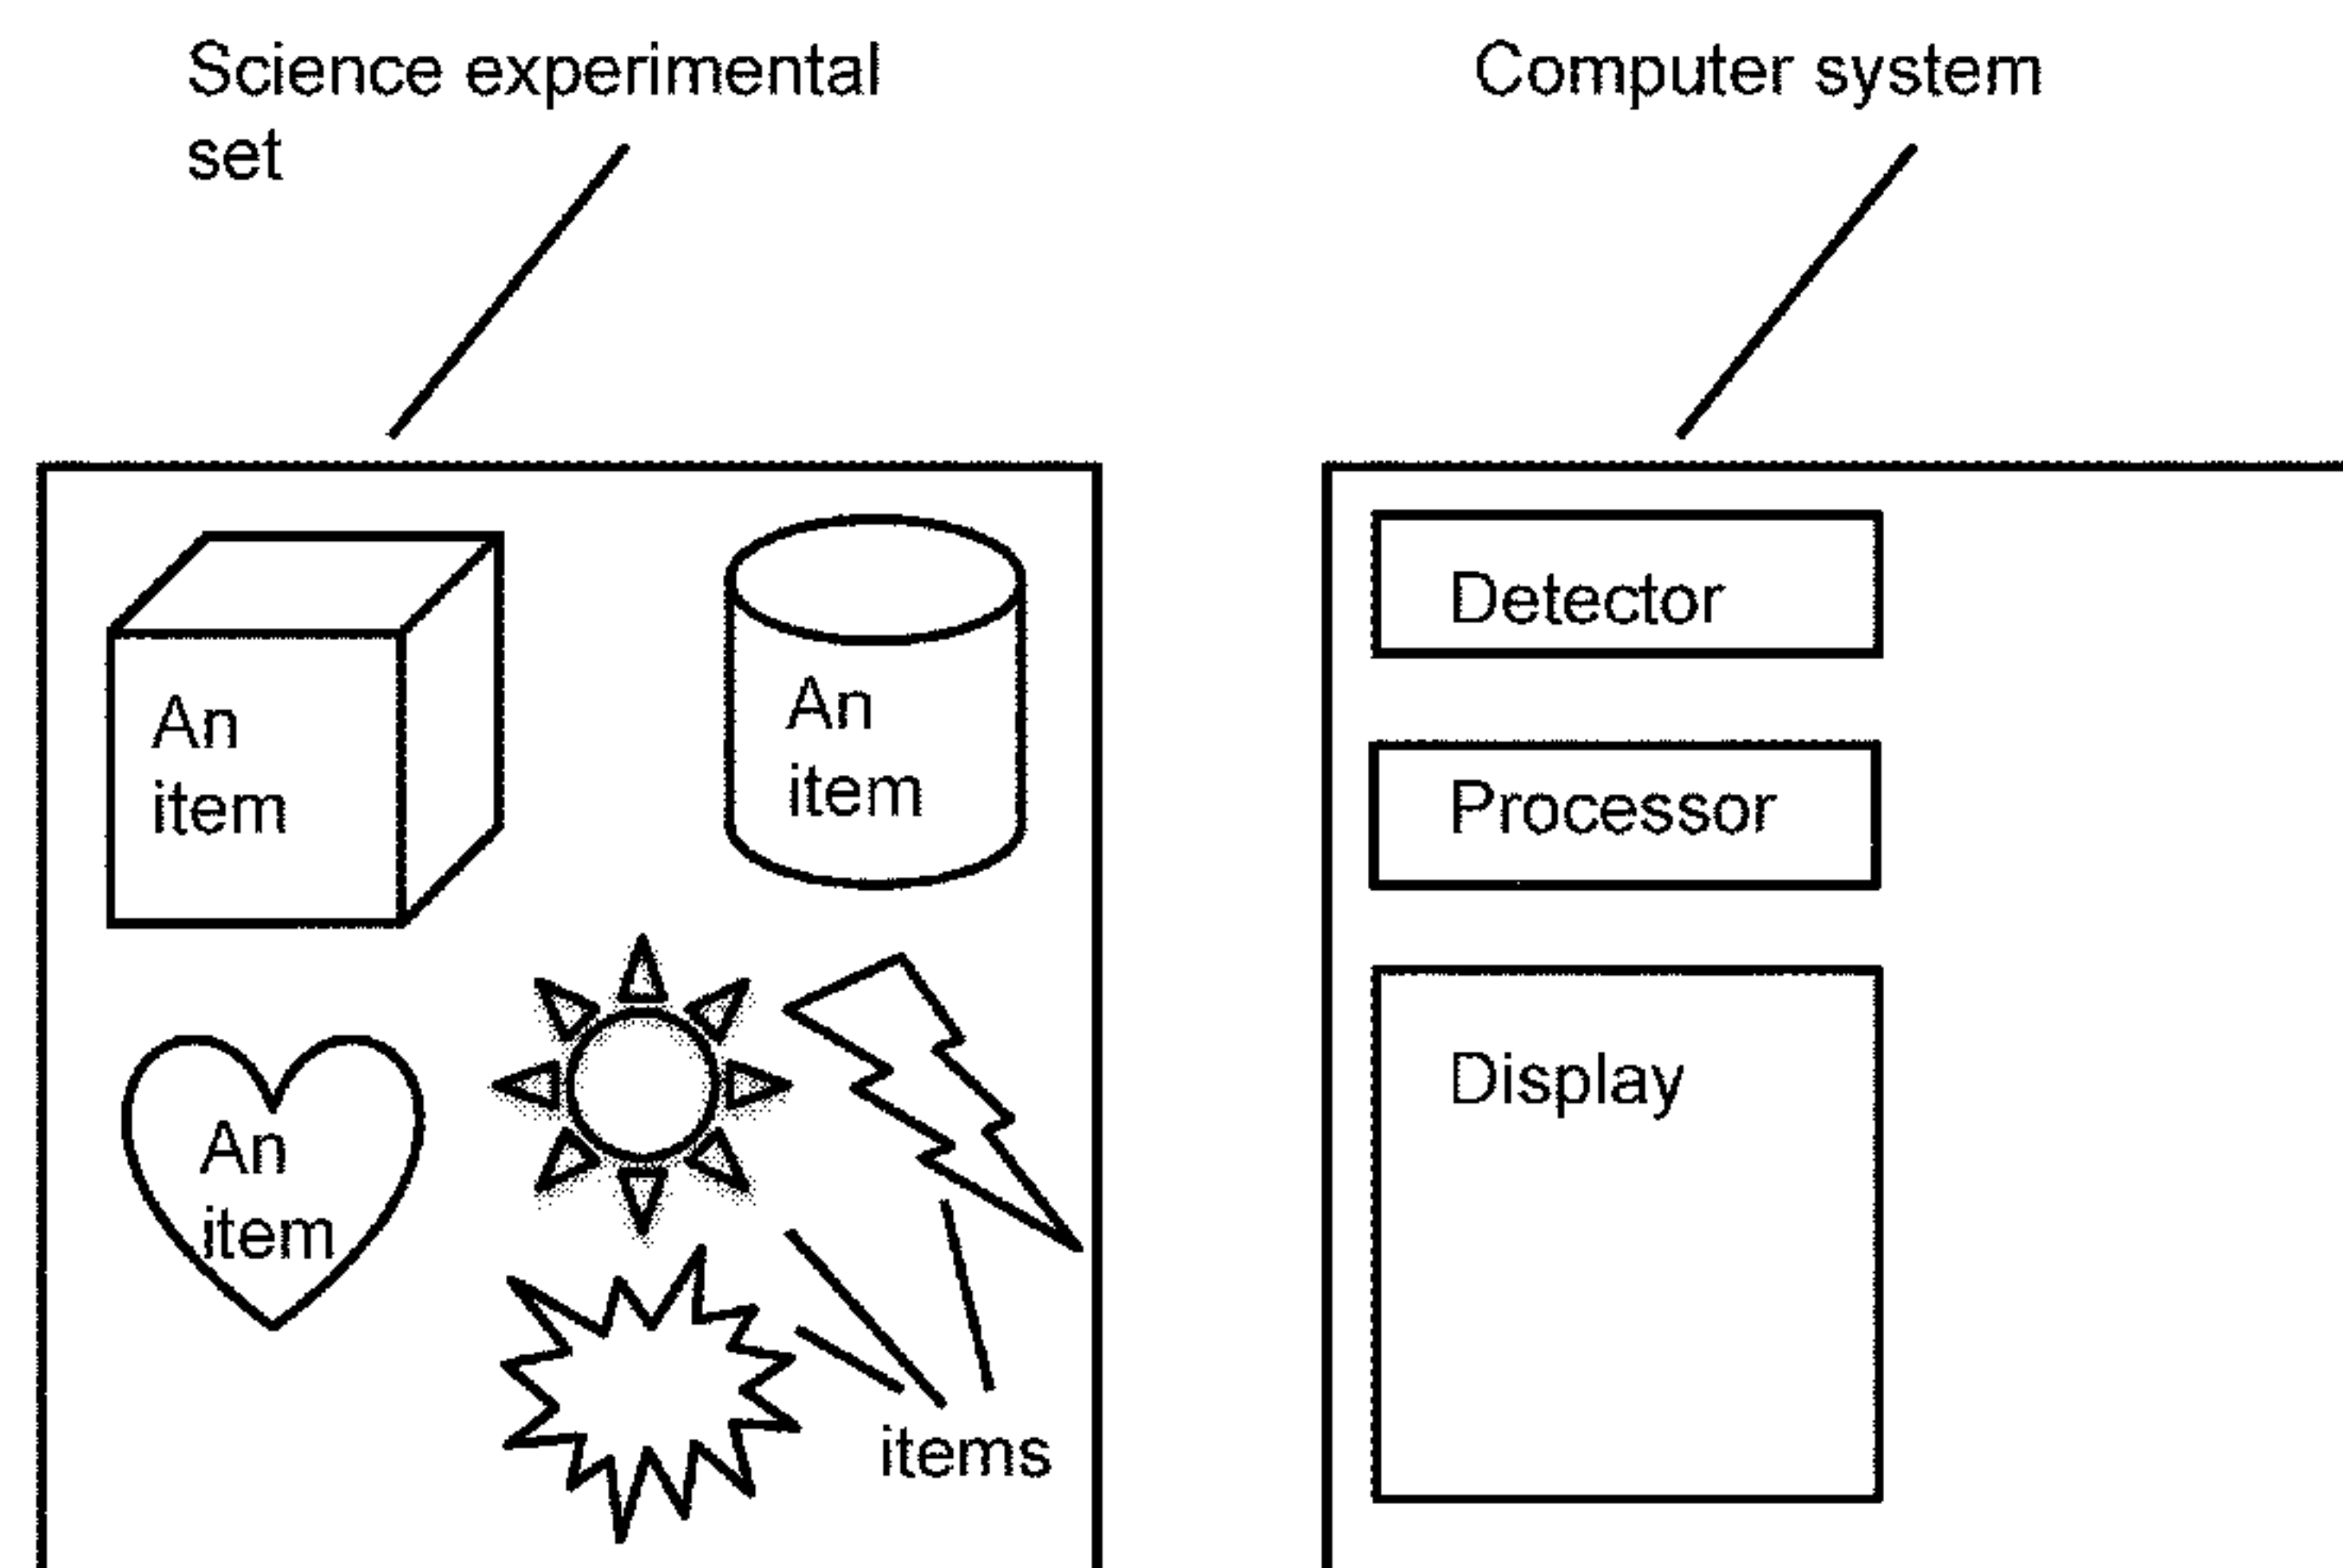 Science experimental
set
Computer system
An
item
An
item
An
item
items
Detector
Processor
Display